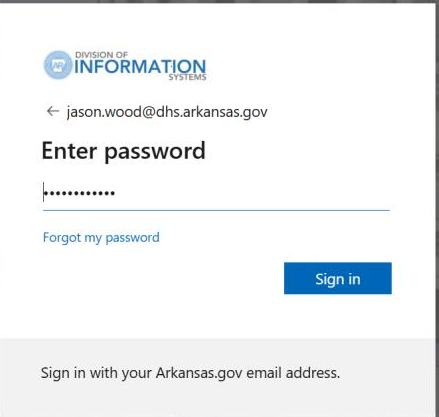 DIVISION OF
INFORMATION
SYSTEMS
← jason.wood@dhs.arkansas.gov
Enter password
••••••••••••
Forgot my password
Sign in
Sign in with your Arkansas.gov email address.